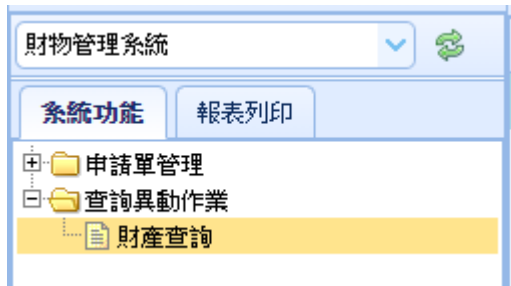 財物管理系統
系統功能 報表列印
申請單管理
查詢異動作業
財產查詢